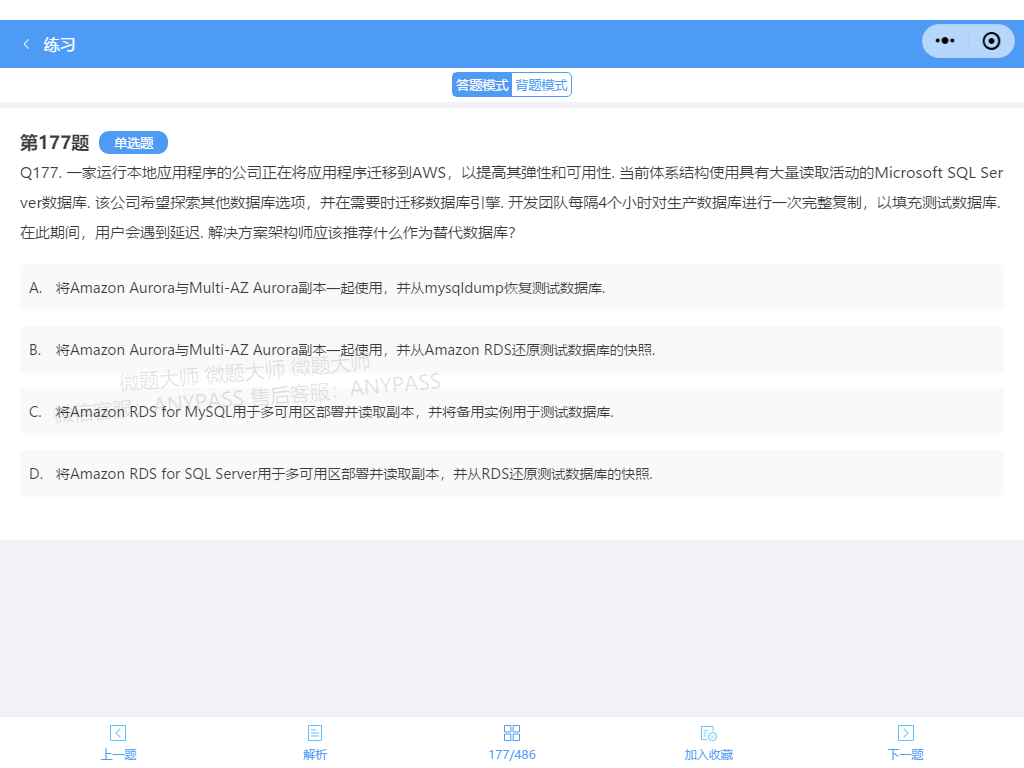 练习
答题模式 背题模式
第177题 单选题
Q177. 一家运行本地应用程序的公司正在将应用程序迁移到AWS，以提高其弹性和可用性. 当前体系结构使用具有大量读取活动的Microsoft SQL Ser
ver数据库. 该公司希望探索其他数据库选项，并在需要时迁移数据库引擎. 开发团队每隔4个小时对生产数据库进行一次完整复制，以填充测试数据库.
在此期间，用户会遇到延迟. 解决方案架构师应该推荐什么作为替代数据库？
A. 将Amazon Aurora与Multi-AZ Aurora副本一起使用，并从mysqldump恢复测试数据库.
B. 将Amazon Aurora与Multi-AZ Aurora副本一起使用，并从Amazon RDS还原测试数据库的快照.
微题大师 微题大师 微题大师
微信客服：ANYPASS 售后客服：ANYPASS
C. 将Amazon RDS for MySQL用于多可用区部署并读取副本，并将备用实例用于测试数据库.
D. 将Amazon RDS for SQL Server用于多可用区部署并读取副本，并从RDS还原测试数据库的快照.
上一题 解析 177/486 加入收藏 下一题